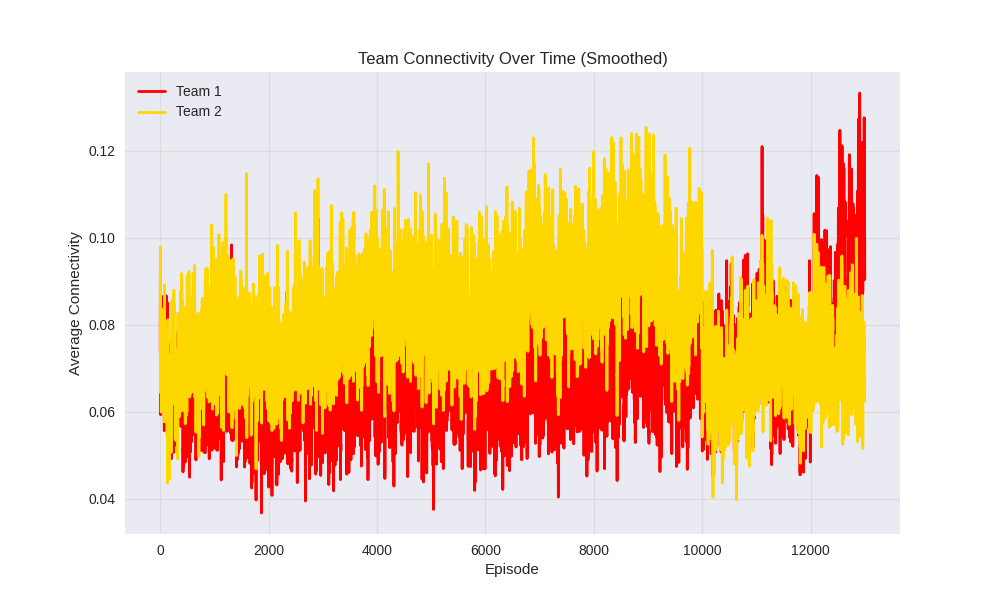 Team Connectivity Over Time (Smoothed)
Team 1
Team 2
Average Connectivity
0.12
0.10
0.08
0.06
0.04
0 2000 4000 6000 8000 10000 12000
Episode